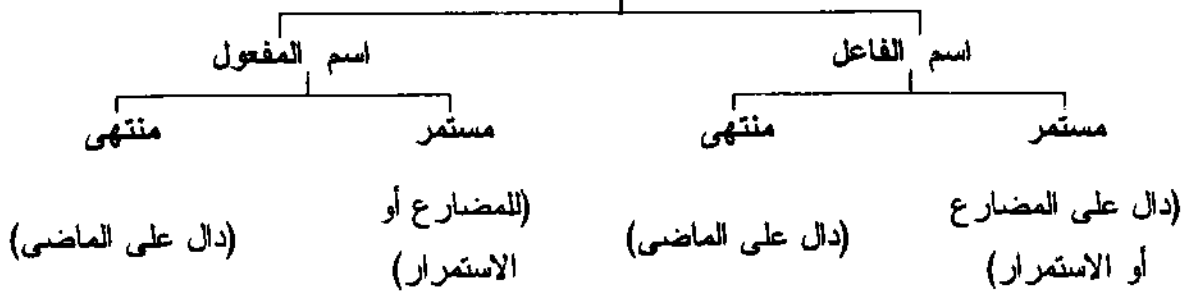 اسم الفاعل
اسم المفعول
مستمر
منتهى
مستمر
منتهى
(دال على المضارع
أو الاستمرار)
(دال على الماضى)
(للمضارع أو
الاستمرار)
(دال على الماضى)